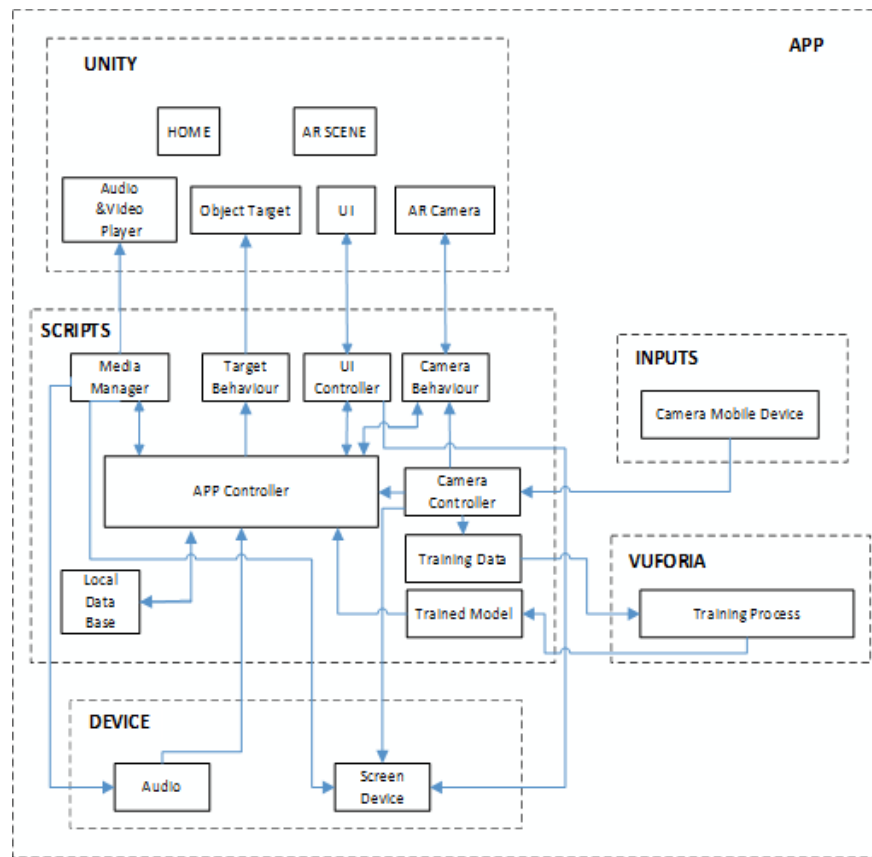 APP
UNITY
HOME
AR SCENE
Audio
&Video
Player
Object Target
UI
AR Camera
SCRIPTS
Media
Manager
Target
Behaviour
UI
Controller
Camera
Behaviour
INPUTS
Camera Mobile Device
APP Controller
Camera
Controller
Training Data
VUFORIA
Local
Data
Base
Trained Model
Training Process
DEVICE
Audio
Screen
Device